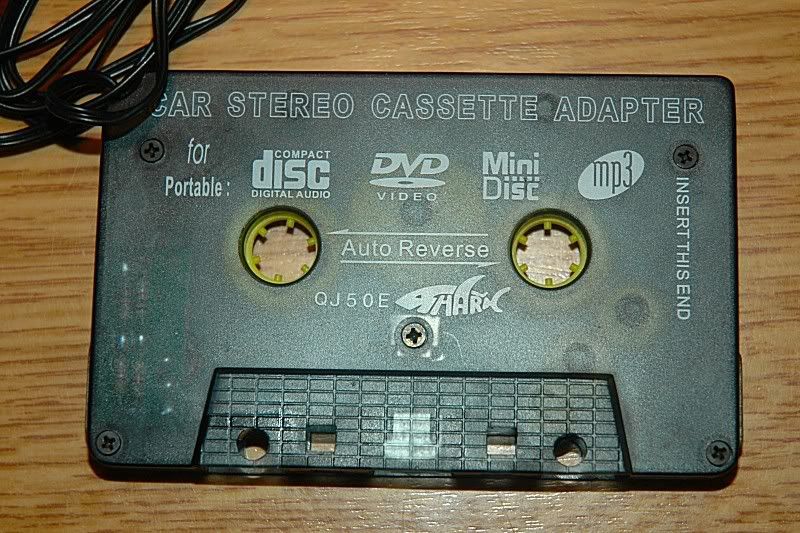 CAR STEREO CASSETTE ADAPTER
for
Portable :
COMPACT
disc
DIGITAL AUDIO
DVD
VIDEO
Mini
Disc
mp3
INSERT THIS END
Auto Reverse
QJ50E SHARK